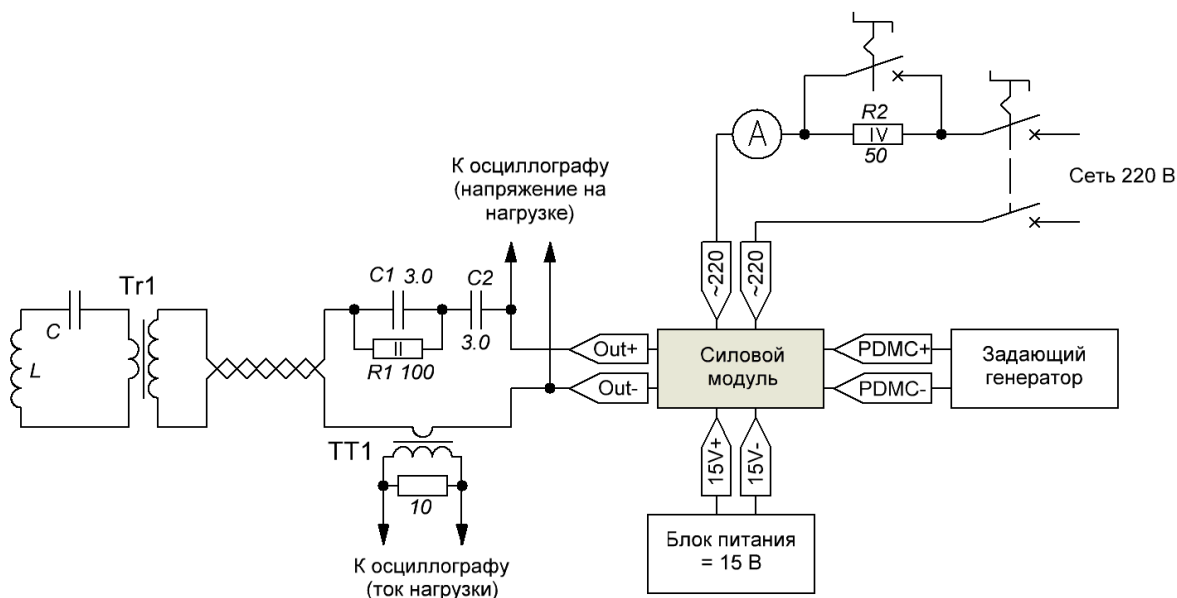 R2
A
IV
50
Сеть 220 В
К осциллографу
(напряжение на
нагрузке)
~220
~220
C1 3.0
C2
Tr1
C
L
II
R1 100
3.0
Out+
Out-
Силовой
модуль
PDMC+
PDMC-
Задающий
генератор
TT1
10
15V+
15V-
Блок питания
= 15 В
К осциллографу
(ток нагрузки)